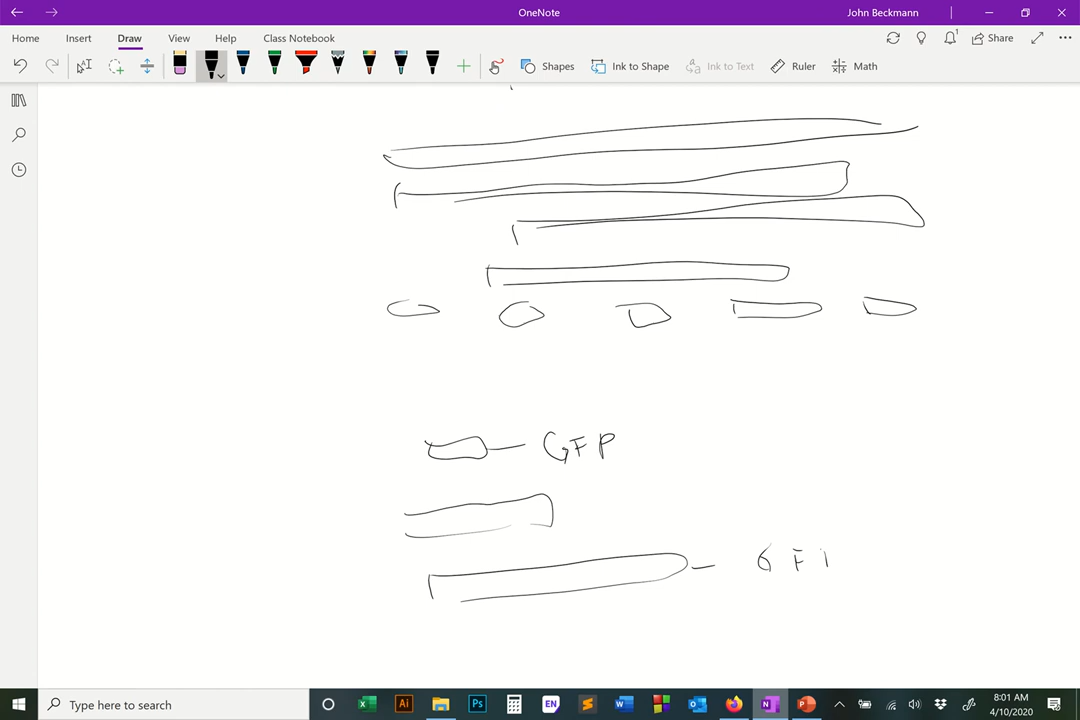 OneNote
John Beckmann
Home Insert Draw View Help Class Notebook
Share
Shapes Ink to Shape Ink to Text Ruler Math
GFP
GF
Type here to search
8:01 AM
4/10/2020